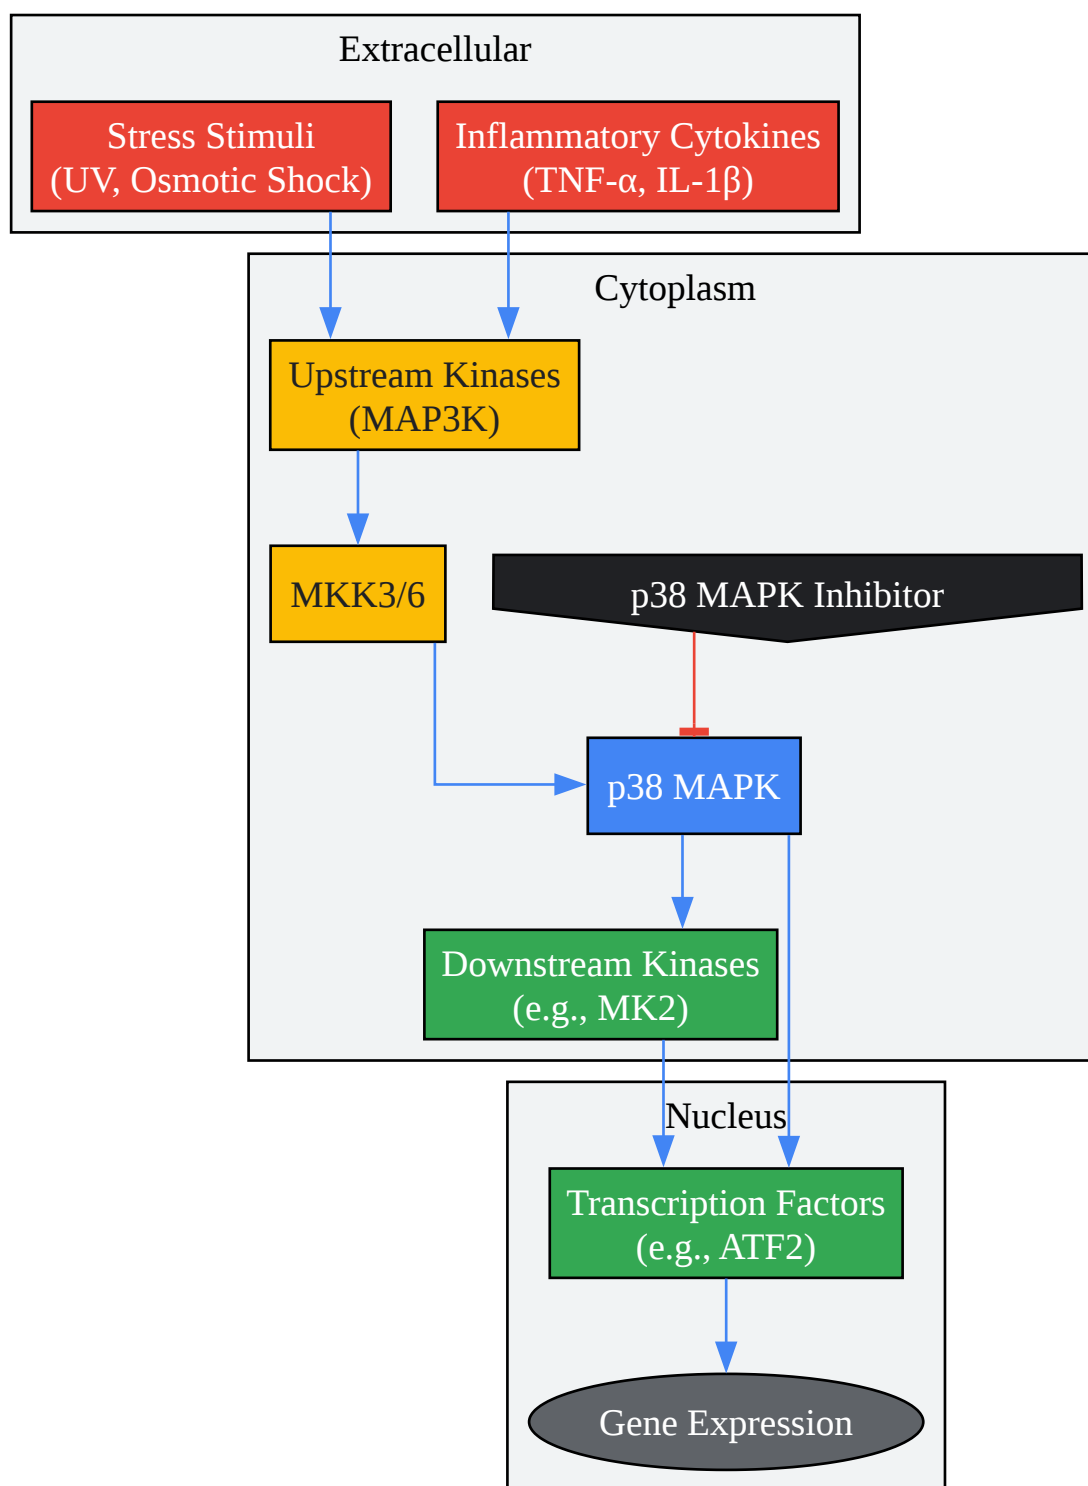 Extracellular
Stress Stimuli
(UV, Osmotic Shock)
Inflammatory Cytokines
(TNF-α, IL-1β)
Cytoplasm
Upstream Kinases
(MAP3K)
MKK3/6
p38 MAPK Inhibitor
p38 MAPK
Downstream Kinases
(e.g., MK2)
Nucleus
Transcription Factors
(e.g., ATF2)
Gene Expression